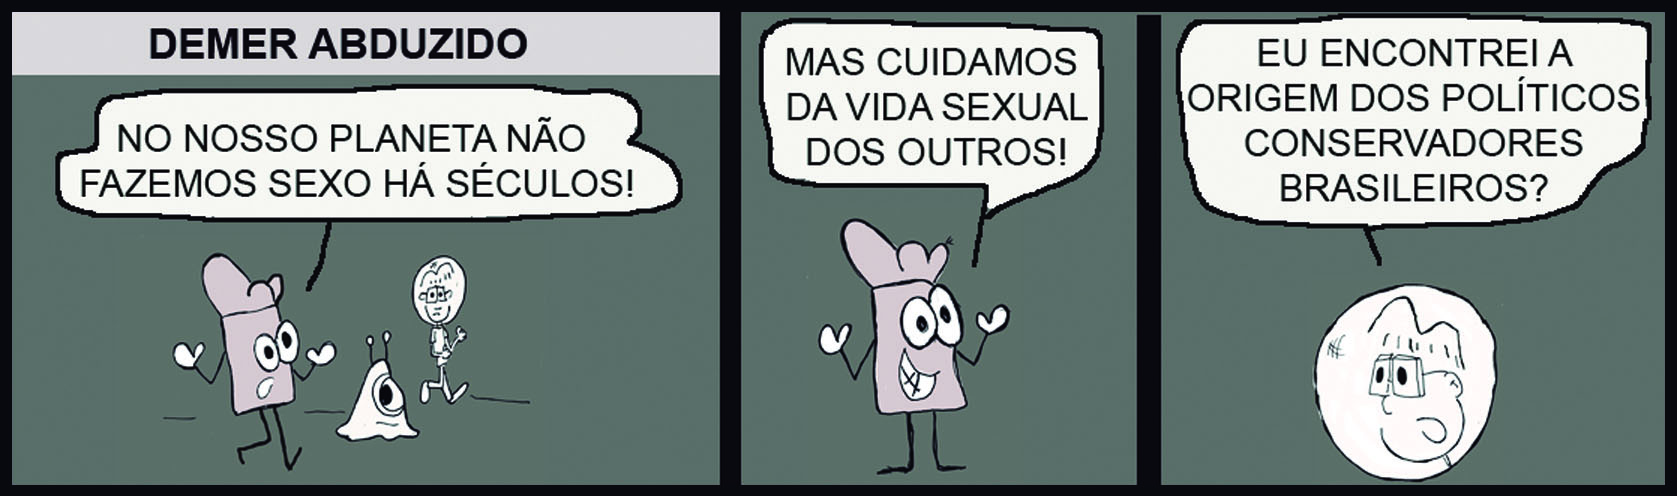 DEMER ABDUZIDO
NO NOSSO PLANETA NÃO
FAZEMOS SEXO HÁ SÉCULOS!
MAS CUIDAMOS
DA VIDA SEXUAL
DOS OUTROS!
EU ENCONTREI A
ORIGEM DOS POLÍTICOS
CONSERVADORES
BRASILEIROS?